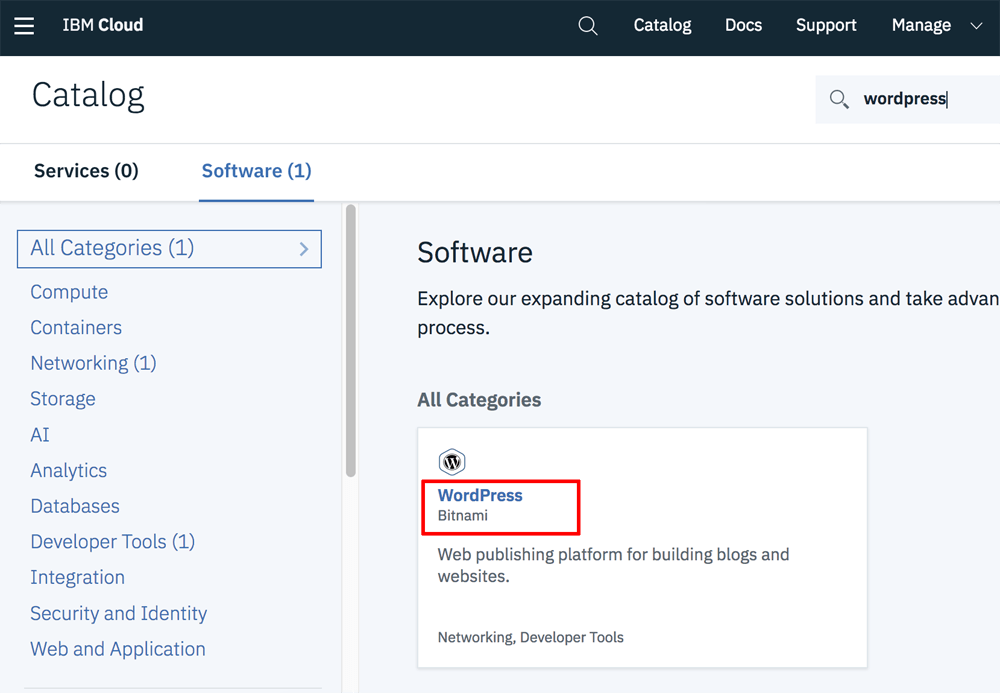 IBM Cloud
Catalog
Docs
Support
Manage
Catalog
wordpress
Services (0)
Software (1)
All Categories (1)
Compute
Containers
Networking (1)
Storage
AI
Analytics
Databases
Developer Tools (1)
Integration
Security and Identity
Web and Application
Software
Explore our expanding catalog of software solutions and take advan
process.
All Categories
WordPress
Bitnami
Web publishing platform for building blogs and
websites.
Networking, Developer Tools